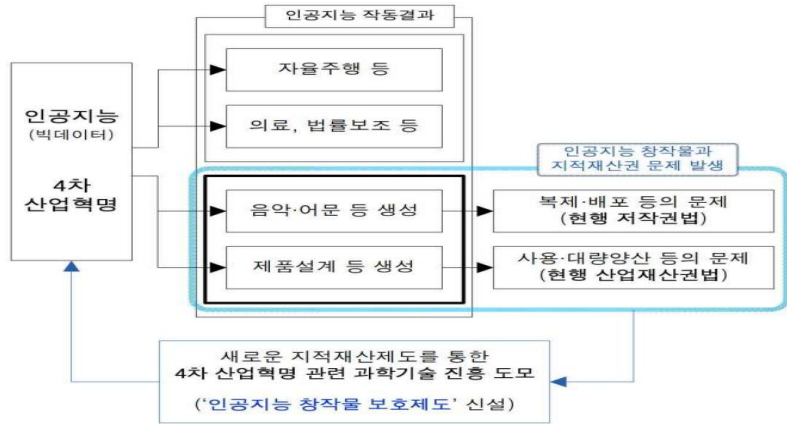 인공지능 작동결과
인공지능
(빅데이터)
4차
산업혁명
자율주행 등
의료, 법률보조 등
인공지능 창작물과
지적재산권 문제 발생
음악·어문 등 생성
복제·배포 등의 문제
(현행 저작권법)
제품설계 등 생성
사용·대량양산 등의 문제
(현행 산업재산권법)
새로운 지적재산제도를 통한
4차 산업혁명 관련 과학기술 진흥 도모
(‘인공지능 창작물 보호제도’ 신설)